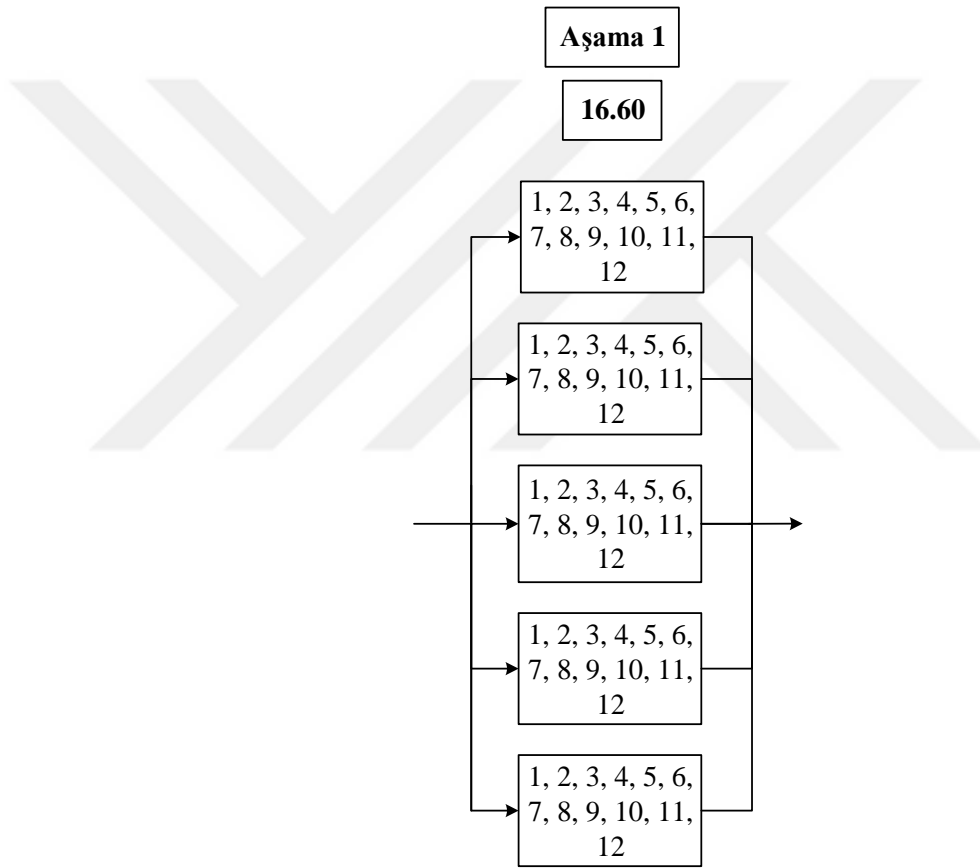 Aşama 1
16.60
1, 2, 3, 4, 5, 6,
7, 8, 9, 10, 11,
12
1, 2, 3, 4, 5, 6,
7, 8, 9, 10, 11,
12
1, 2, 3, 4, 5, 6,
7, 8, 9, 10, 11,
12
1, 2, 3, 4, 5, 6,
7, 8, 9, 10, 11,
12
1, 2, 3, 4, 5, 6,
7, 8, 9, 10, 11,
12